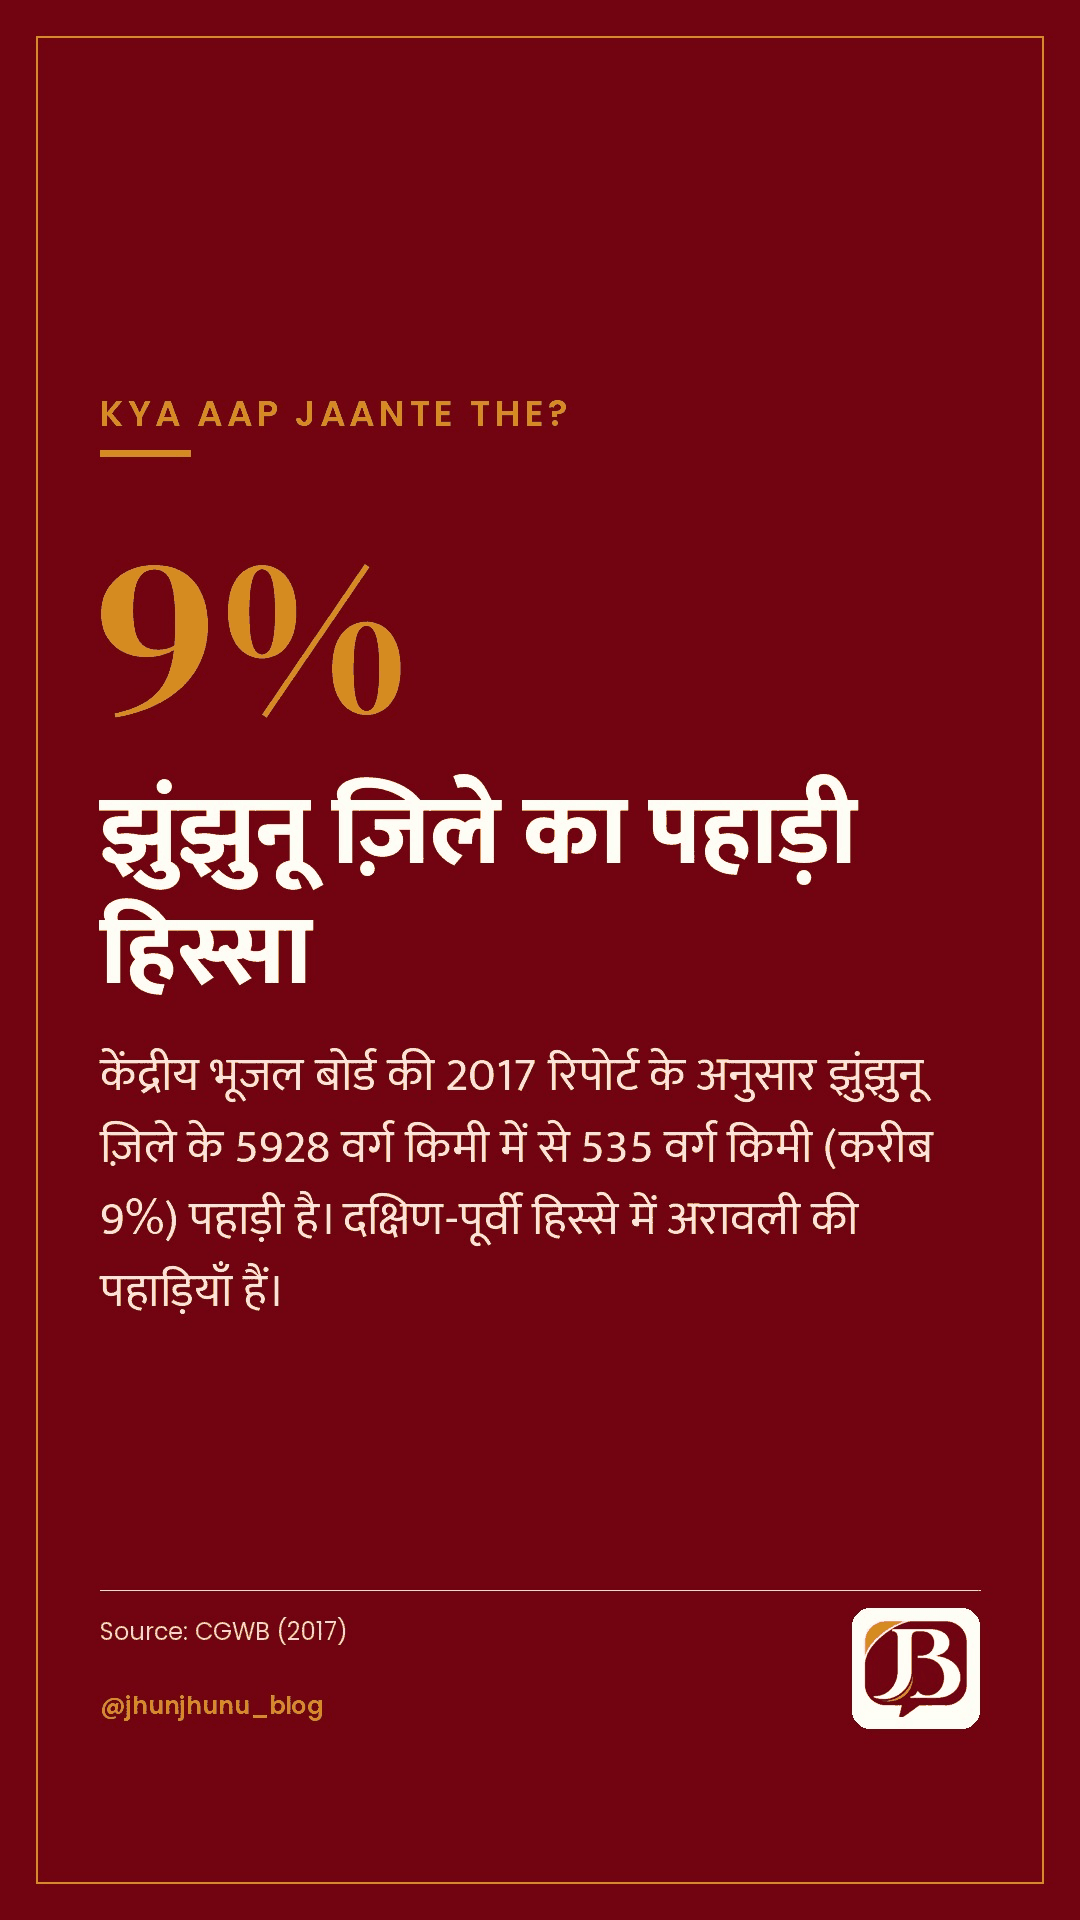 KYA AAP JAANTE THE?
9%
झुंझुनू ज़िले का पहाड़ी
हिस्सा
केंद्रीय भूजल बोर्ड की 2017 रिपोर्ट के अनुसार झुंझुनू
ज़िले के 5928 वर्ग किमी में से 535 वर्ग किमी (करीब
9%) पहाड़ी है। दक्षिण-पूर्वी हिस्से में अरावली की
पहाड़ियाँ हैं।
Source: CGWB (2017)
JB
@jhunjhunu_blog